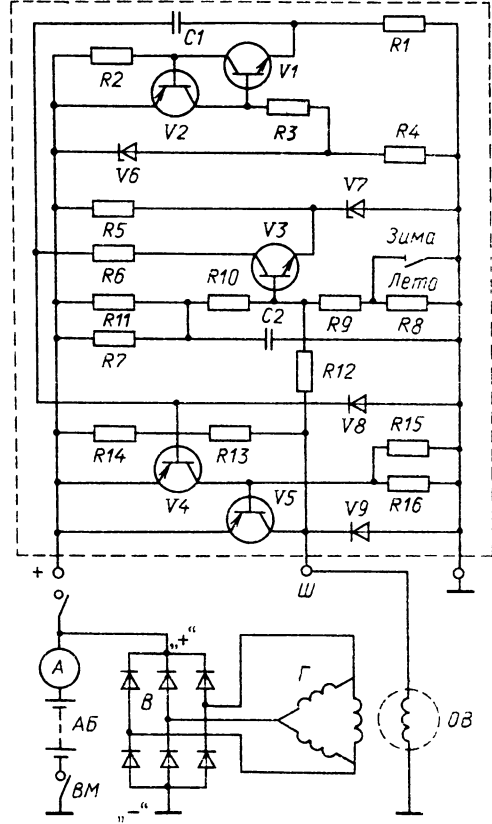 C1
R1
R2
V1
V2
R3
R4
V6
R5
V7
V3
Зима
R6
R10
Лето
R11
C2
R9
R8
R7
R12
V8
R15
R14
R13
V4
V5
R16
V9
+
Ш
„+“
А
В
Г
АБ
ОВ
ВМ
„-“